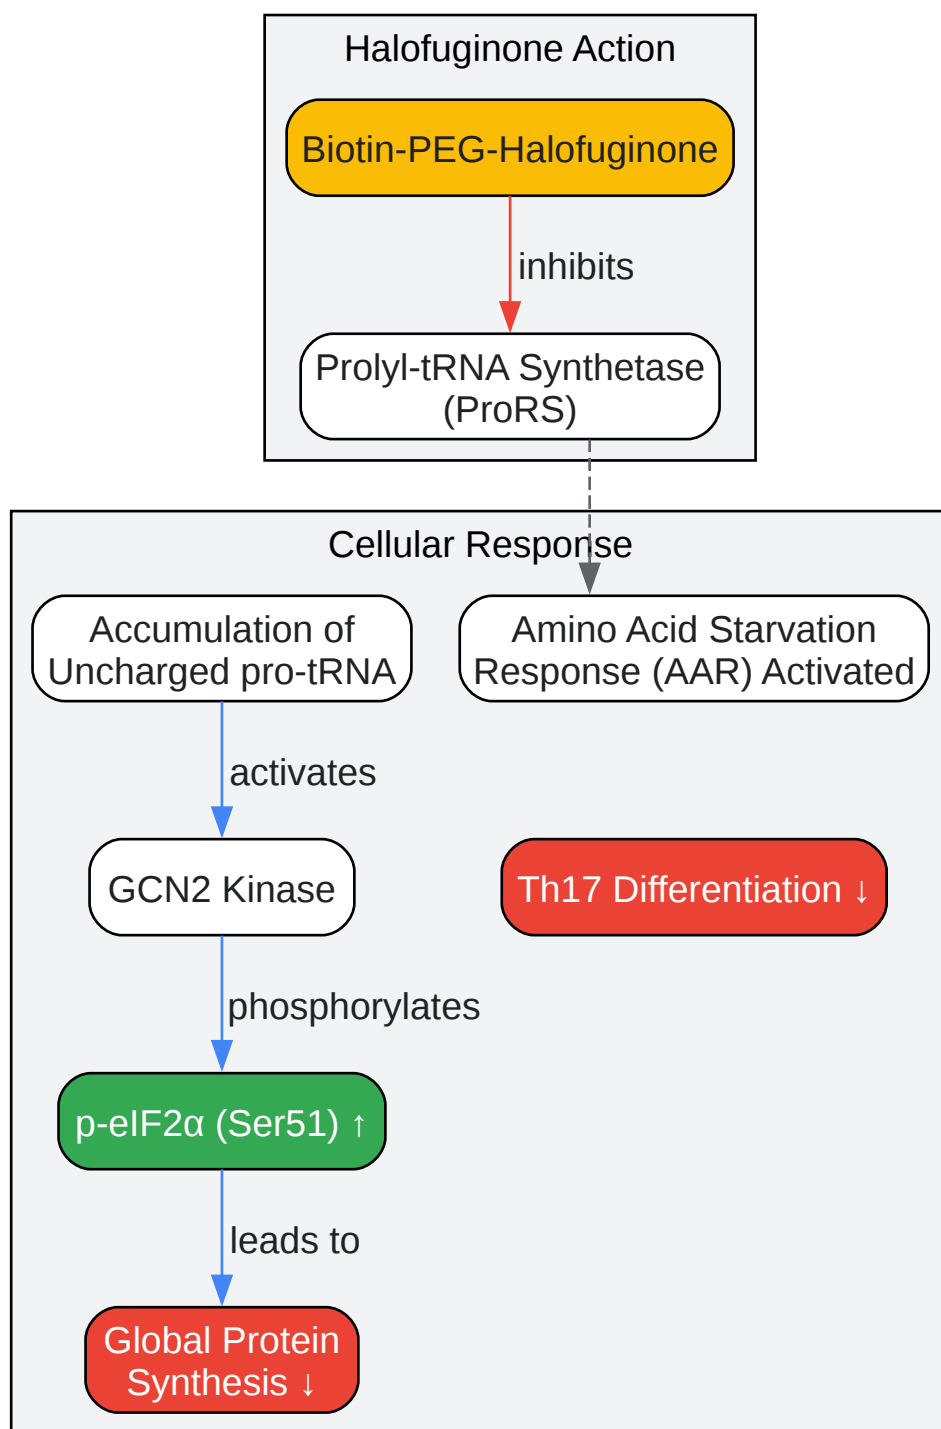 Halofuginone Action
Biotin-PEG-Halofuginone
inhibits
Prolyl-tRNA Synthetase
(ProRS)
Cellular Response
Accumulation of
Uncharged pro-tRNA
Amino Acid Starvation
Response (AAR) Activated
activates
GCN2 Kinase
Th17 Differentiation ↓
phosphorylates
p-eIF2α (Ser51) ↑
leads to
Global Protein
Synthesis ↓